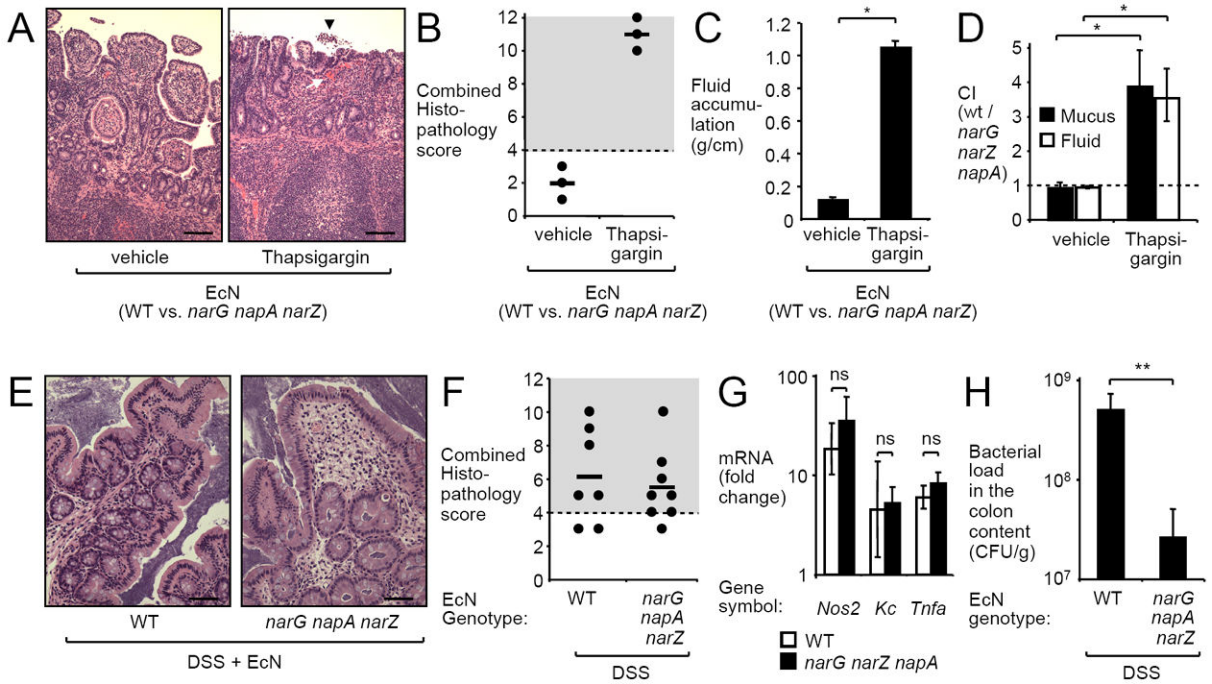 A
vehicle
Thapsigargin
EcN
(WT vs. narG napA narZ)
B
Combined
Histo-
pathology
score
12
10
8
6
4
2
0
vehicle
Thapsi-
gargin
EcN
(WT vs. narG napA narZ)
C
Fluid
accumu-
lation
(g/cm)
*
1.2
1.0
0.8
0.6
0.4
0.2
0
vehicle
Thapsi-
gargin
EcN
(WT vs. narG napA narZ)
D
CI
(wt /
narG
narZ
napA)
*
*
5
4
3
2
1
0
Mucus
Fluid
vehicle
Thapsi-
gargin
E
WT
narG napA narZ
DSS + EcN
F
Combined
Histo-
pathology
score
12
10
8
6
4
2
0
EcN
Genotype:
WT
narG
napA
narZ
DSS
G
mRNA
(fold
change)
100
10
1
ns
ns
ns
Gene
symbol:
Nos2 Kc Tnfa
WT
narG narZ napA
H
Bacterial
load
in the
colon
content
(CFU/g)
**
10⁹
10⁸
10⁷
EcN
genotype:
WT
narG
napA
narZ
DSS